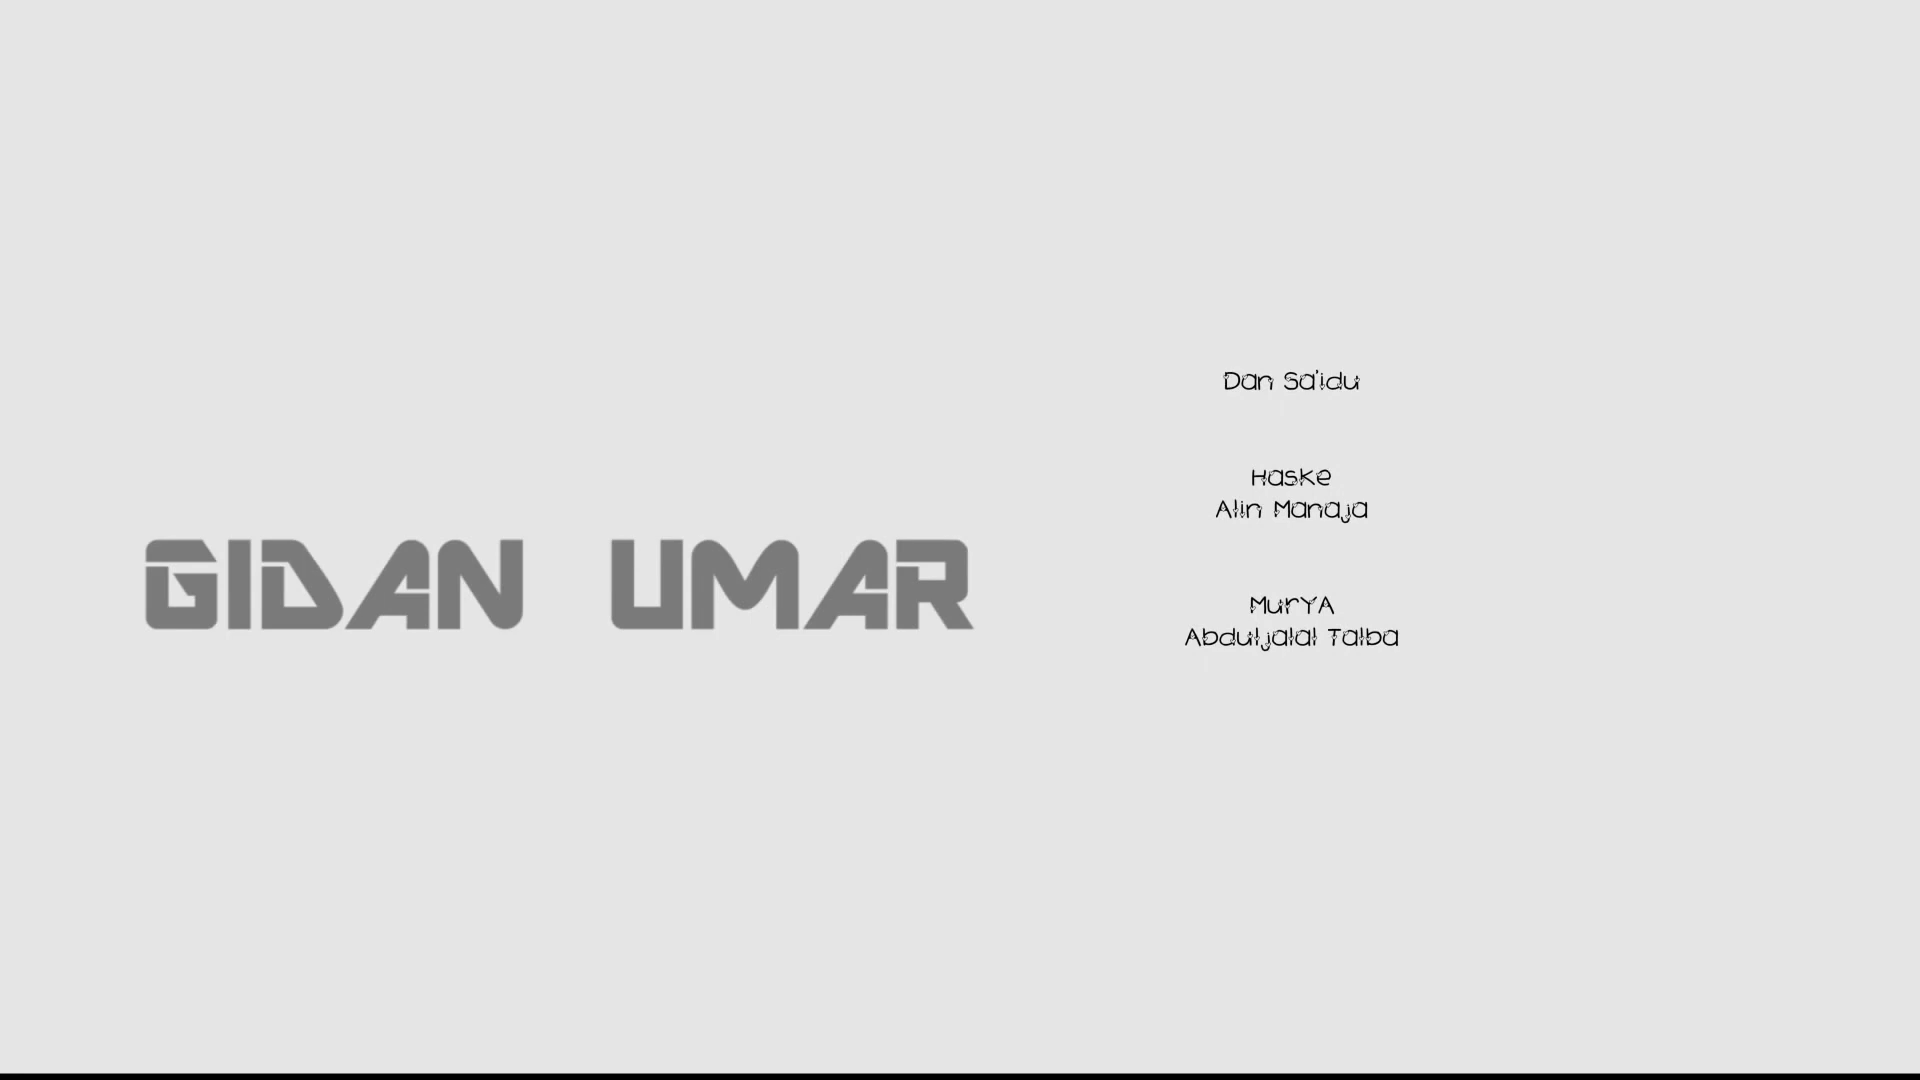 GIDAN UMAR
Dan Sa'idu
Haske
Alin Manaja
MurYA
Abduljalal Talba